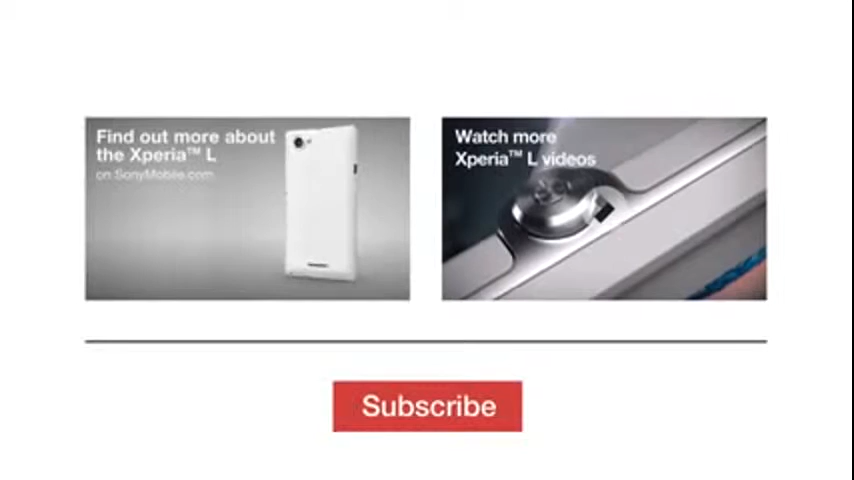 Find out more about
the Xperia™ L
on SonyMobile.com
Watch more
Xperia™ L videos
Subscribe